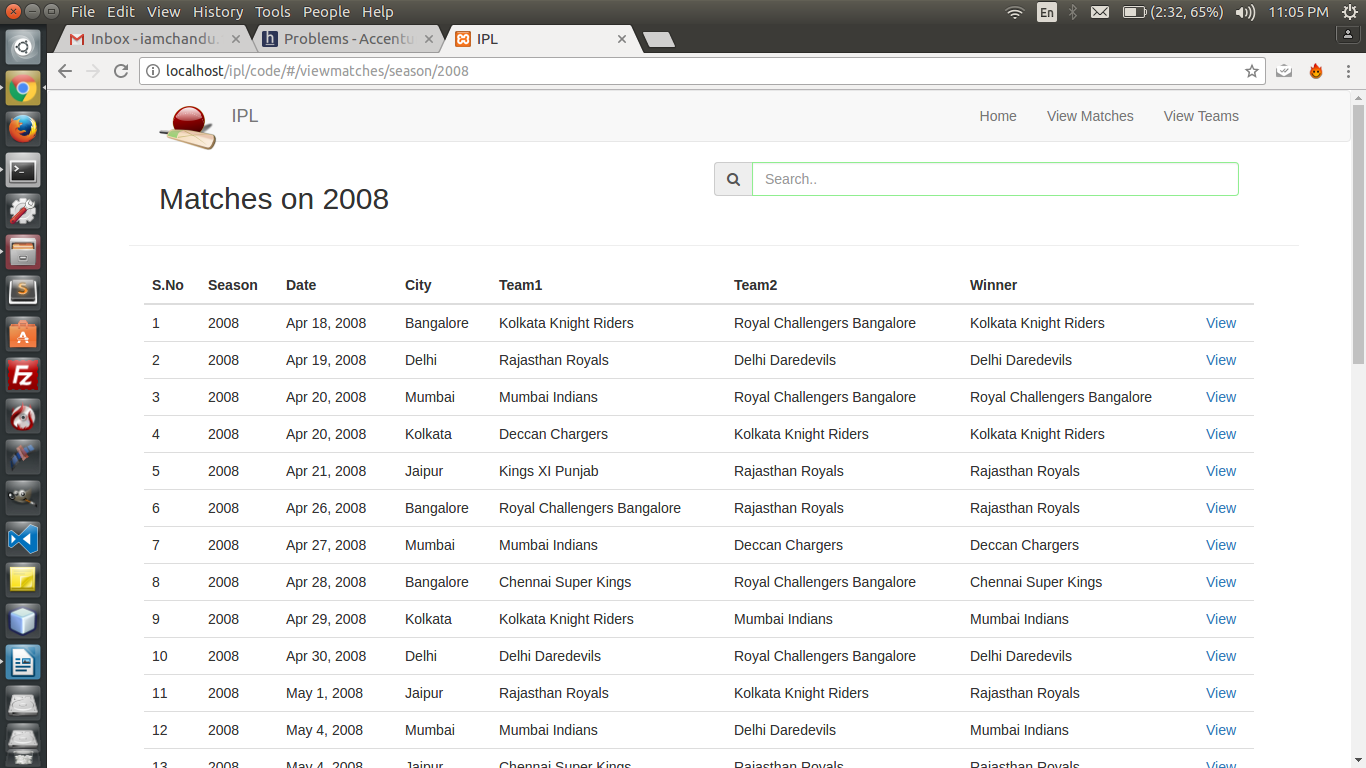 File Edit View History Tools People Help En (2:32, 65%) 11:05 PM
Inbox - iamchandu. Problems - Accentu IPL
localhost/ipl/code/#/viewmatches/season/2008
IPL Home View Matches View Teams
Search..
Matches on 2008
S.No Season Date City Team1 Team2 Winner
1 2008 Apr 18, 2008 Bangalore Kolkata Knight Riders Royal Challengers Bangalore Kolkata Knight Riders View
2 2008 Apr 19, 2008 Delhi Rajasthan Royals Delhi Daredevils Delhi Daredevils View
3 2008 Apr 20, 2008 Mumbai Mumbai Indians Royal Challengers Bangalore Royal Challengers Bangalore View
4 2008 Apr 20, 2008 Kolkata Deccan Chargers Kolkata Knight Riders Kolkata Knight Riders View
5 2008 Apr 21, 2008 Jaipur Kings XI Punjab Rajasthan Royals Rajasthan Royals View
6 2008 Apr 26, 2008 Bangalore Royal Challengers Bangalore Rajasthan Royals Rajasthan Royals View
7 2008 Apr 27, 2008 Mumbai Mumbai Indians Deccan Chargers Deccan Chargers View
8 2008 Apr 28, 2008 Bangalore Chennai Super Kings Royal Challengers Bangalore Chennai Super Kings View
9 2008 Apr 29, 2008 Kolkata Kolkata Knight Riders Mumbai Indians Mumbai Indians View
10 2008 Apr 30, 2008 Delhi Delhi Daredevils Royal Challengers Bangalore Delhi Daredevils View
11 2008 May 1, 2008 Jaipur Rajasthan Royals Kolkata Knight Riders Rajasthan Royals View
12 2008 May 4, 2008 Mumbai Mumbai Indians Delhi Daredevils Mumbai Indians View
13 2008 May 4, 2008 Jaipur Chennai Super Kings Rajasthan Royals Rajasthan Royals View